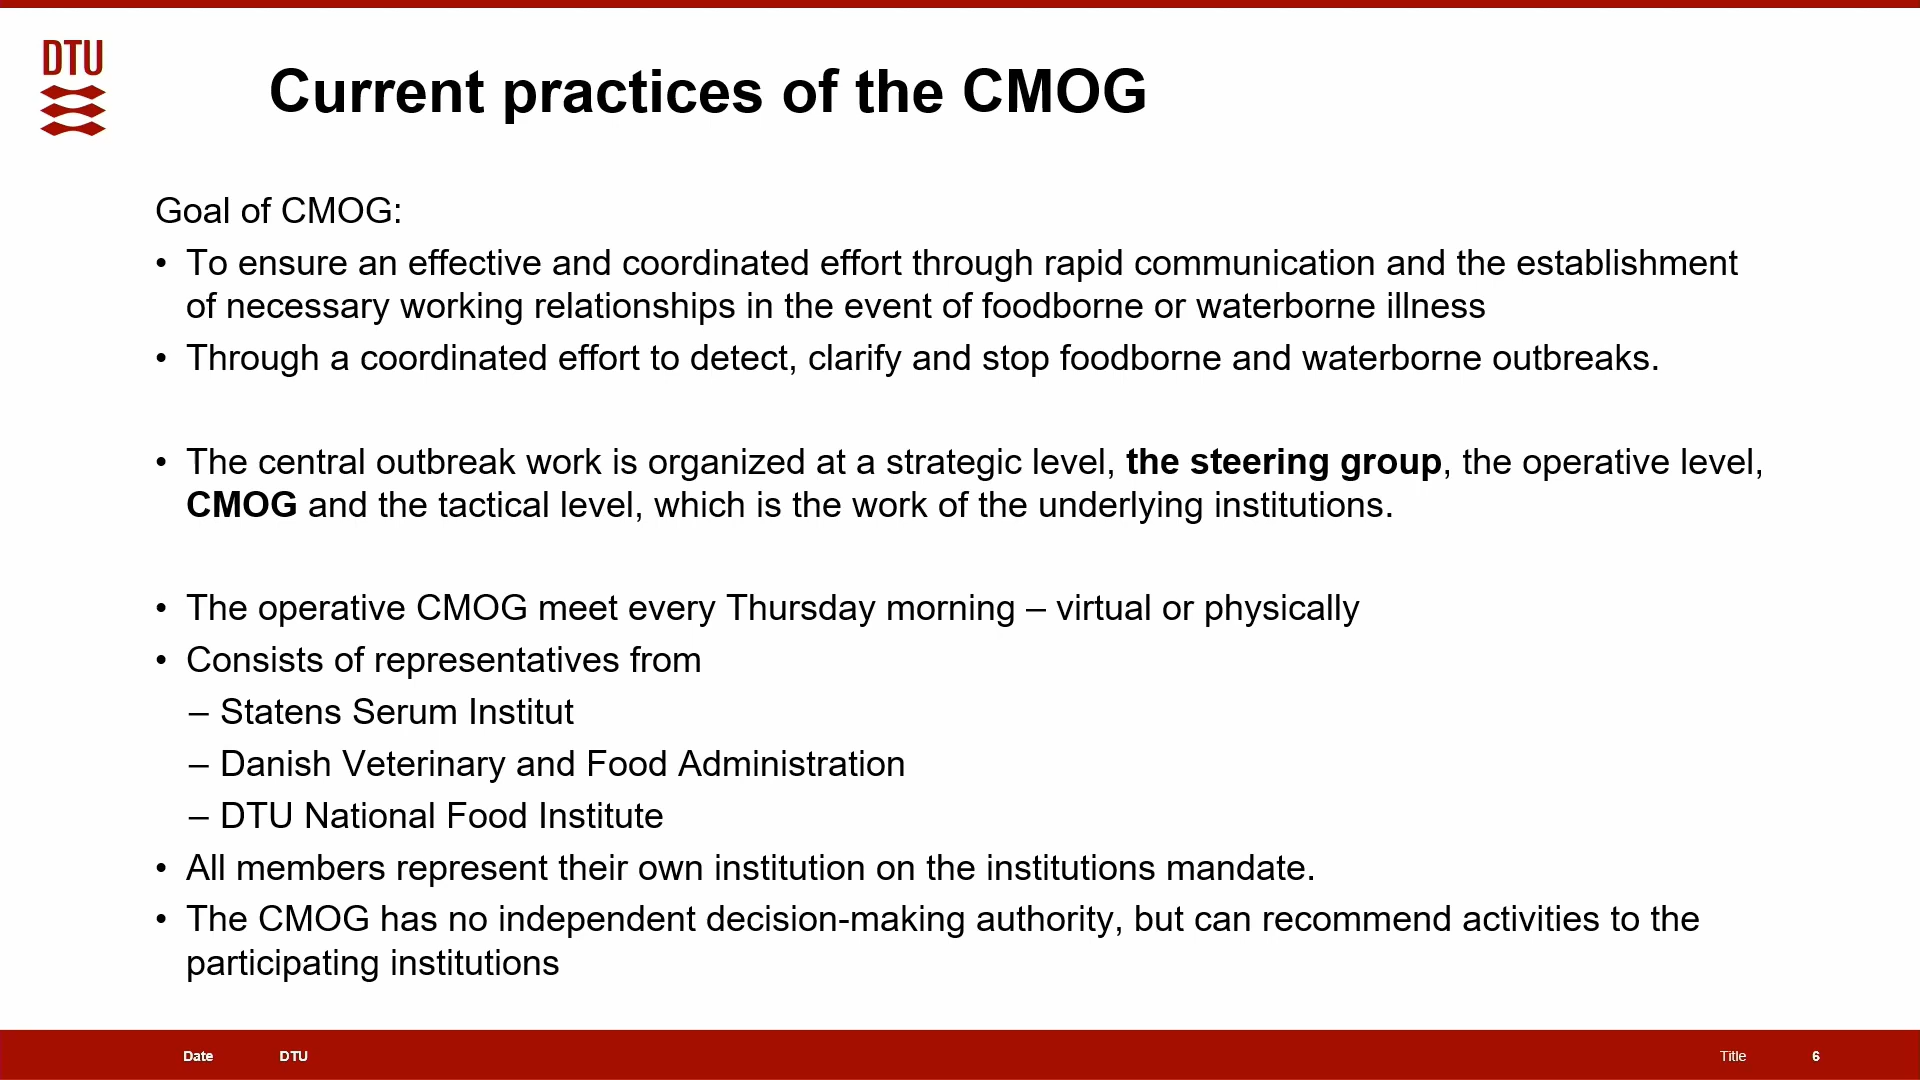 DTU
Current practices of the CMOG
Goal of CMOG:
• To ensure an effective and coordinated effort through rapid communication and the establishment
of necessary working relationships in the event of foodborne or waterborne illness
• Through a coordinated effort to detect, clarify and stop foodborne and waterborne outbreaks.
• The central outbreak work is organized at a strategic level, the steering group, the operative level,
CMOG and the tactical level, which is the work of the underlying institutions.
• The operative CMOG meet every Thursday morning – virtual or physically
• Consists of representatives from
– Statens Serum Institut
– Danish Veterinary and Food Administration
– DTU National Food Institute
• All members represent their own institution on the institutions mandate.
• The CMOG has no independent decision-making authority, but can recommend activities to the
participating institutions
Date DTU Title 6